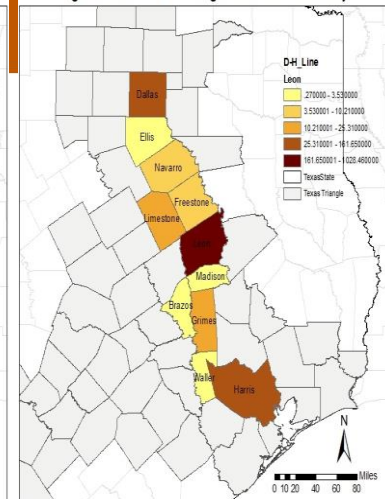 D-H_Line
Leon
.270000 - 3.530000
3.530001 - 10.210000
10.210001 - 25.310000
25.310001 - 161.650000
161.650001 - 1028.460000
TexasState
Texas Triangle
Dallas
Ellis
Navarro
Freestone
Limestone
Madison
Brazos
Grimes
Waller
Harris
N
Miles
0 10 20 40 60 80